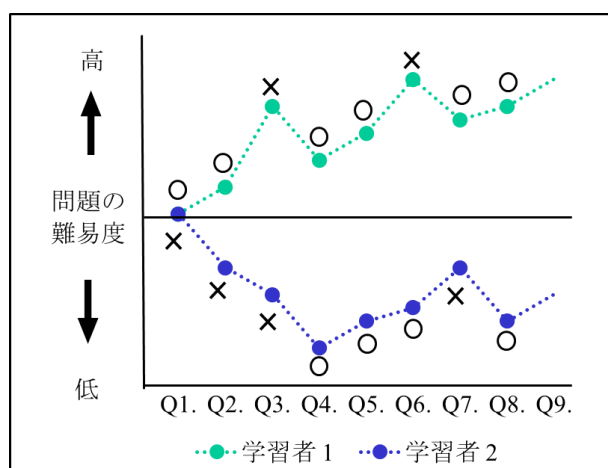 高
問題の
難易度
低
Q1. Q2. Q3. Q4. Q5. Q6. Q7. Q8. Q9.
学習者 1 学習者 2